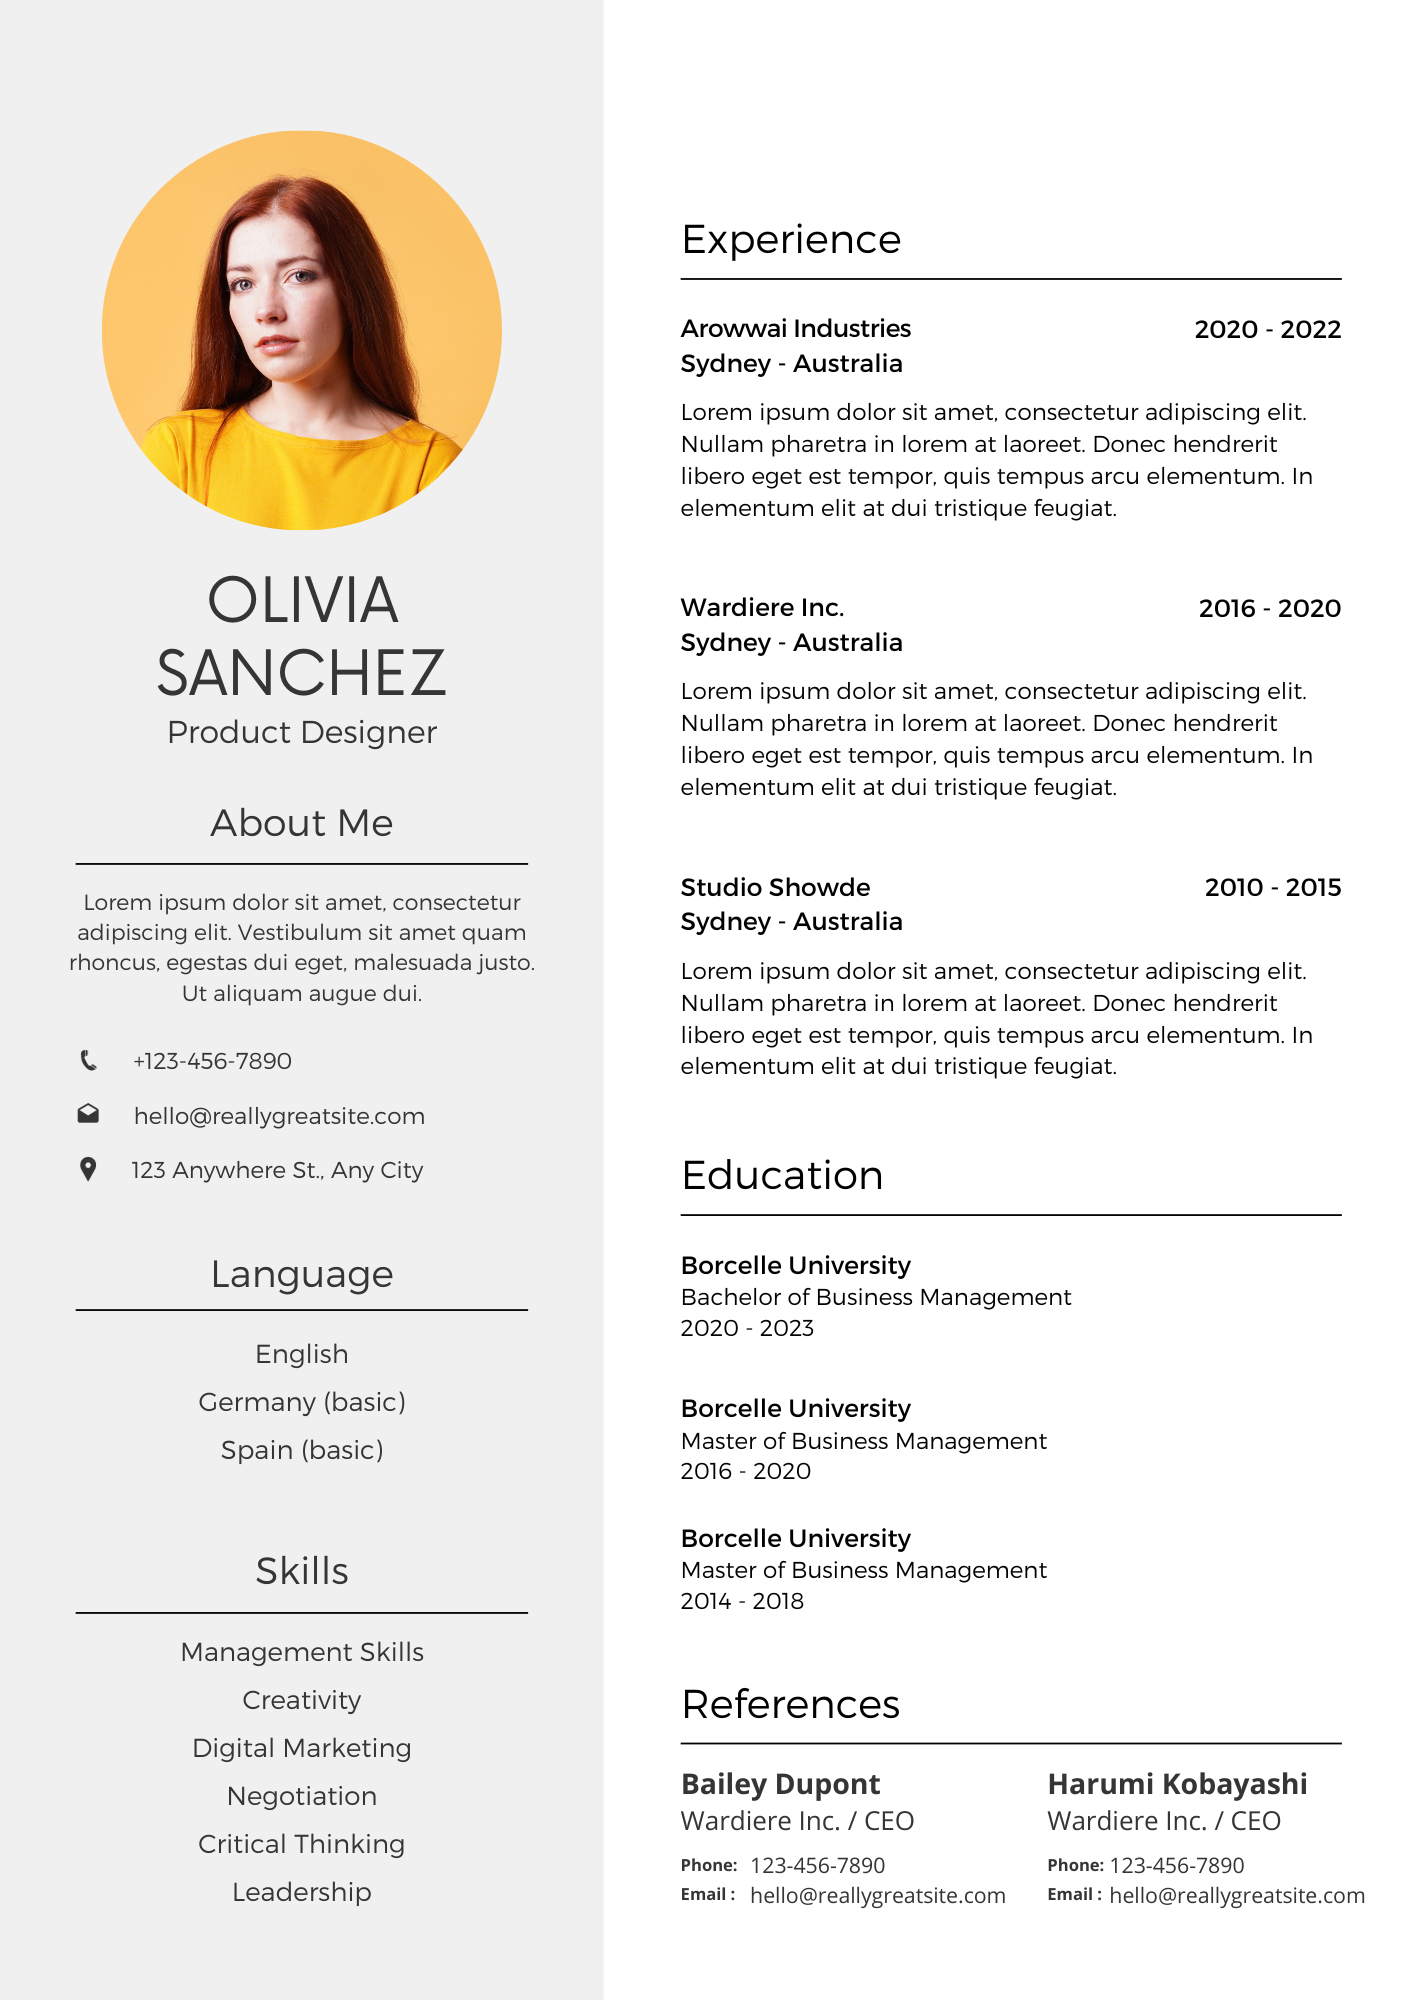 OLIVIA
SANCHEZ
Product Designer
About Me
Lorem ipsum dolor sit amet, consectetur
adipiscing elit. Vestibulum sit amet quam
rhoncus, egestas dui eget, malesuada justo.
Ut aliquam augue dui.
+123-456-7890
hello@reallygreatsite.com
123 Anywhere St., Any City
Language
English
Germany (basic)
Spain (basic)
Skills
Management Skills
Creativity
Digital Marketing
Negotiation
Critical Thinking
Leadership
Experience
Arowwai Industries 2020 - 2022
Sydney - Australia
Lorem ipsum dolor sit amet, consectetur adipiscing elit.
Nullam pharetra in lorem at laoreet. Donec hendrerit
libero eget est tempor, quis tempus arcu elementum. In
elementum elit at dui tristique feugiat.
Wardiere Inc. 2016 - 2020
Sydney - Australia
Lorem ipsum dolor sit amet, consectetur adipiscing elit.
Nullam pharetra in lorem at laoreet. Donec hendrerit
libero eget est tempor, quis tempus arcu elementum. In
elementum elit at dui tristique feugiat.
Studio Showde 2010 - 2015
Sydney - Australia
Lorem ipsum dolor sit amet, consectetur adipiscing elit.
Nullam pharetra in lorem at laoreet. Donec hendrerit
libero eget est tempor, quis tempus arcu elementum. In
elementum elit at dui tristique feugiat.
Education
Borcelle University
Bachelor of Business Management
2020 - 2023
Borcelle University
Master of Business Management
2016 - 2020
Borcelle University
Master of Business Management
2014 - 2018
References
Bailey Dupont
Wardiere Inc. / CEO
Phone: 123-456-7890
Email : hello@reallygreatsite.com
Harumi Kobayashi
Wardiere Inc. / CEO
Phone: 123-456-7890
Email : hello@reallygreatsite.com